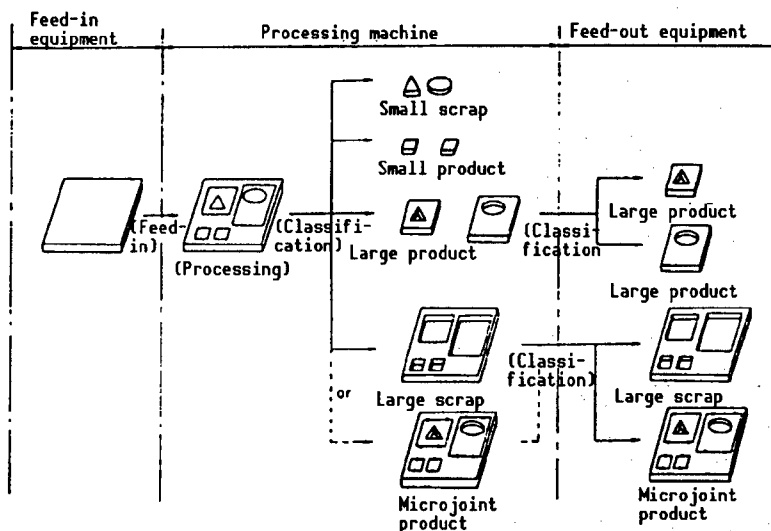 Feed-in
equipment
Processing machine
Feed-out equipment
Small scrap
Small product
(Feed-
in)
(Processing)
(Classifi-
cation)
Large product
(Classi-
fication
Large product
Large product
or
Large scrap
(Classi-
fication)
Large scrap
Microjoint
product
Microjoint
product